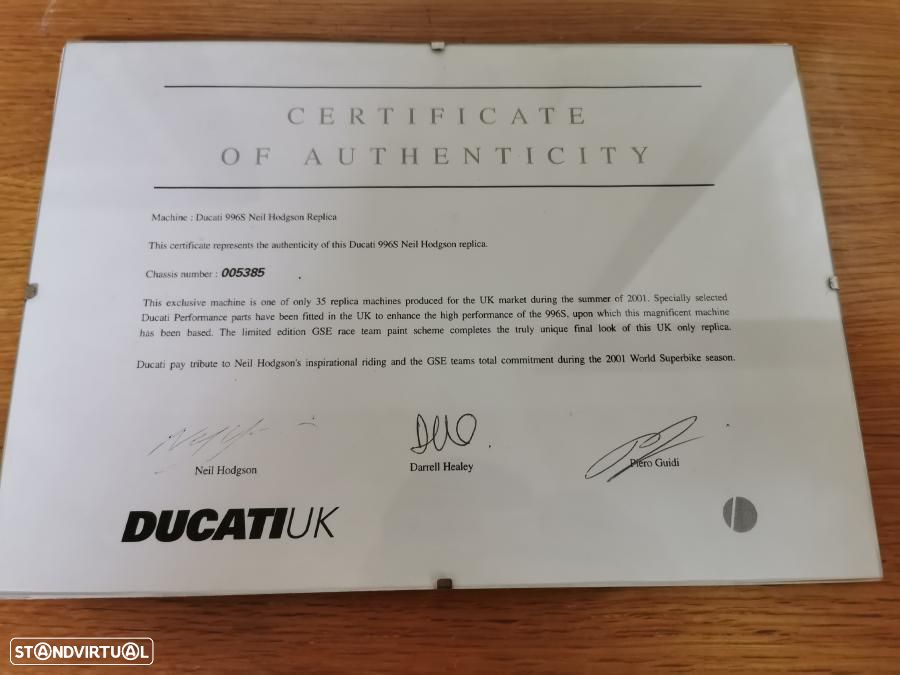 CERTIFICATE
OF AUTHENTICITY
Machine : Ducati 996S Neil Hodgson Replica
This certificate represents the authenticity of this Ducati 996S Neil Hodgson replica.
Chassis number : 005385
This exclusive machine is one of only 35 replica machines produced for the UK market during the summer of 2001. Specially selected
Ducati Performance parts have been fitted in the UK to enhance the high performance of the 996S, upon which this magnificent machine
has been based. The limited edition GSE race team paint scheme completes the truly unique final look of this UK only replica.
Ducati pay tribute to Neil Hodgson's inspirational riding and the GSE teams total commitment during the 2001 World Superbike season.
Neil Hodgson
Darrell Healey
Piero Guidi
DUCATIUK
STANDVIRTUAL